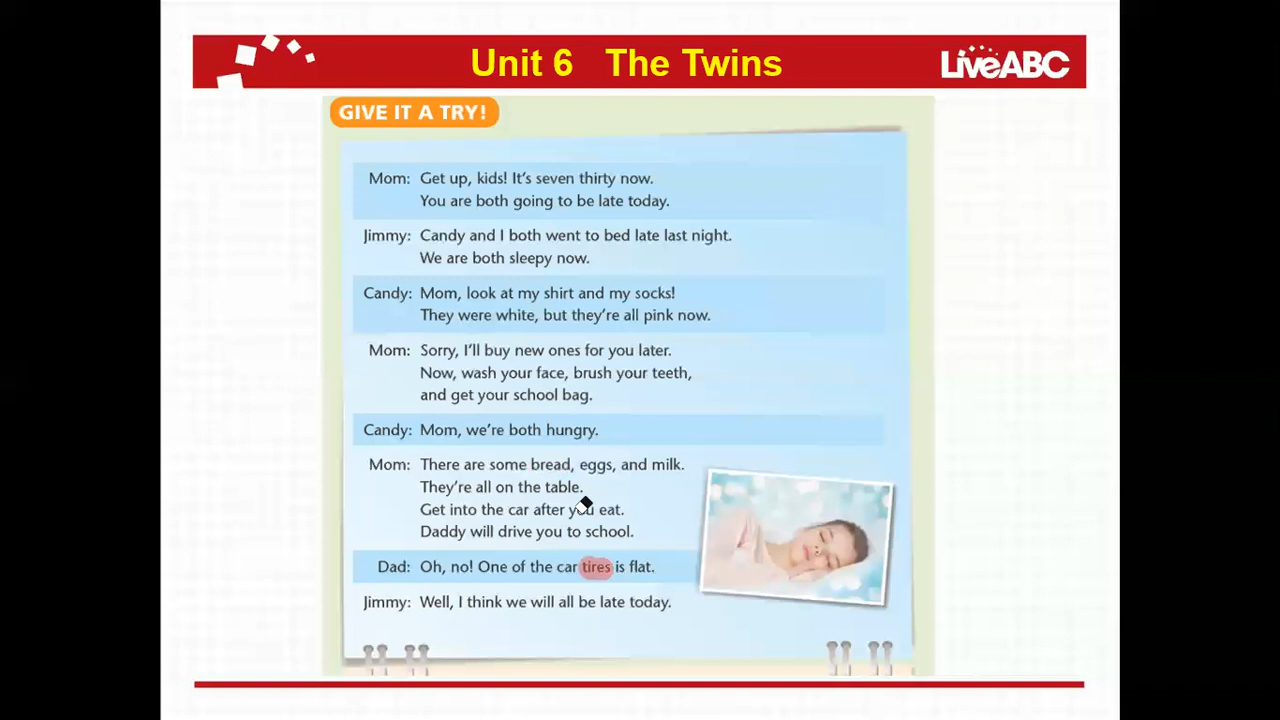 Unit 6 The Twins
LiveABC
GIVE IT A TRY!
Mom: Get up, kids! It's seven thirty now.
You are both going to be late today.
Jimmy: Candy and I both went to bed late last night.
We are both sleepy now.
Candy: Mom, look at my shirt and my socks!
They were white, but they're all pink now.
Mom: Sorry, I'll buy new ones for you later.
Now, wash your face, brush your teeth,
and get your school bag.
Candy: Mom, we're both hungry.
Mom: There are some bread, eggs, and milk.
They're all on the table.
Get into the car after you eat.
Daddy will drive you to school.
Dad: Oh, no! One of the car tires is flat.
Jimmy: Well, I think we will all be late today.